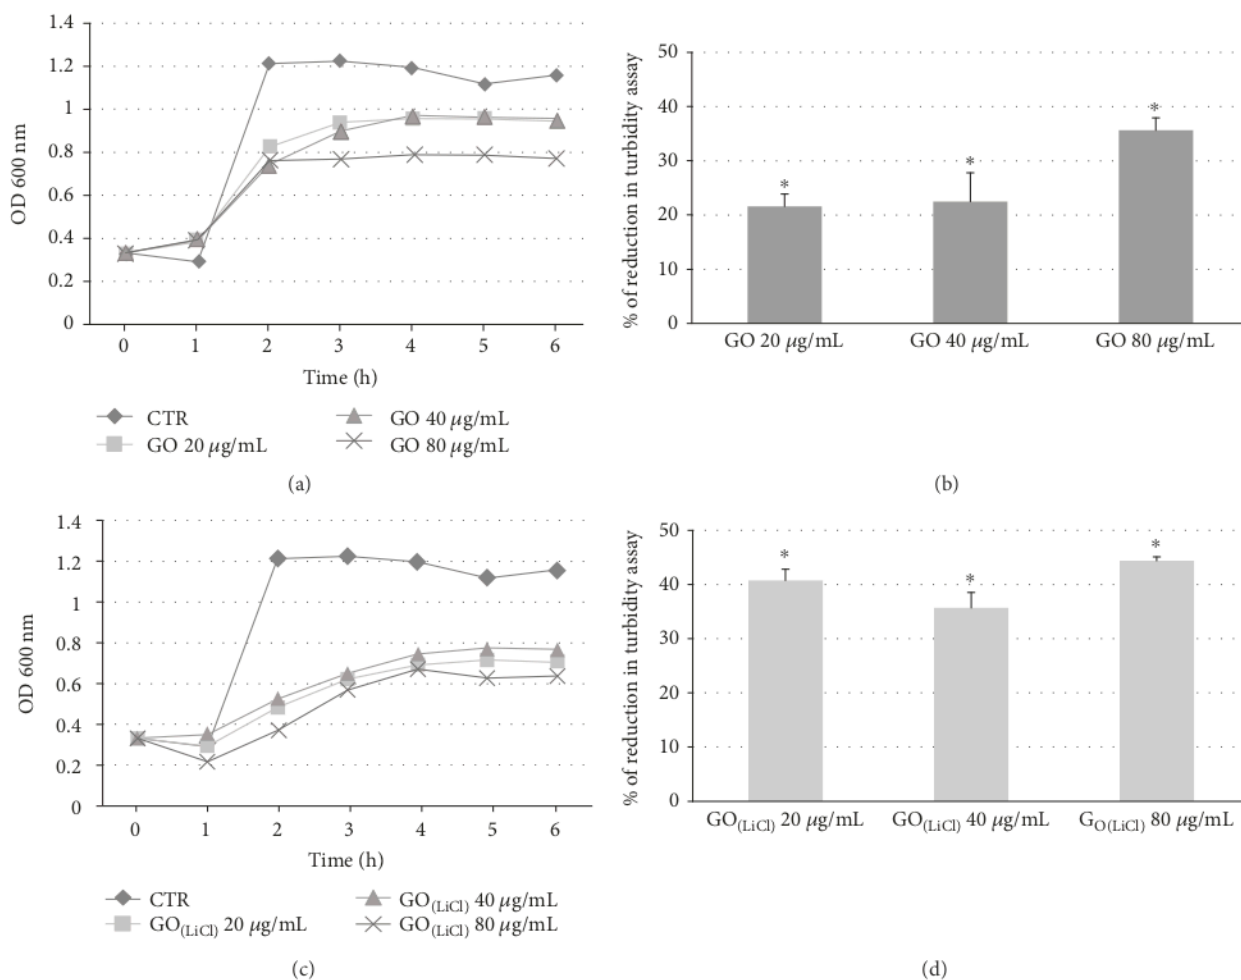 1.4
1.2
1
0.8
0.6
0.4
0.2
0
OD 600 nm
0 1 2 3 4 5 6
Time (h)
CTR
GO 20 μg/mL
GO 40 μg/mL
GO 80 μg/mL
(a)
50
40
30
20
10
0
% of reduction in turbidity assay
*
*
*
GO 20 μg/mL GO 40 μg/mL GO 80 μg/mL
(b)
1.4
1.2
1
0.8
0.6
0.4
0.2
0
OD 600 nm
0 1 2 3 4 5 6
Time (h)
CTR
GO(LiCl) 20 μg/mL
GO(LiCl) 40 μg/mL
GO(LiCl) 80 μg/mL
(c)
50
40
30
20
10
0
% of reduction in turbidity assay
*
*
*
GO(LiCl) 20 μg/mL GO(LiCl) 40 μg/mL GO(LiCl) 80 μg/mL
(d)